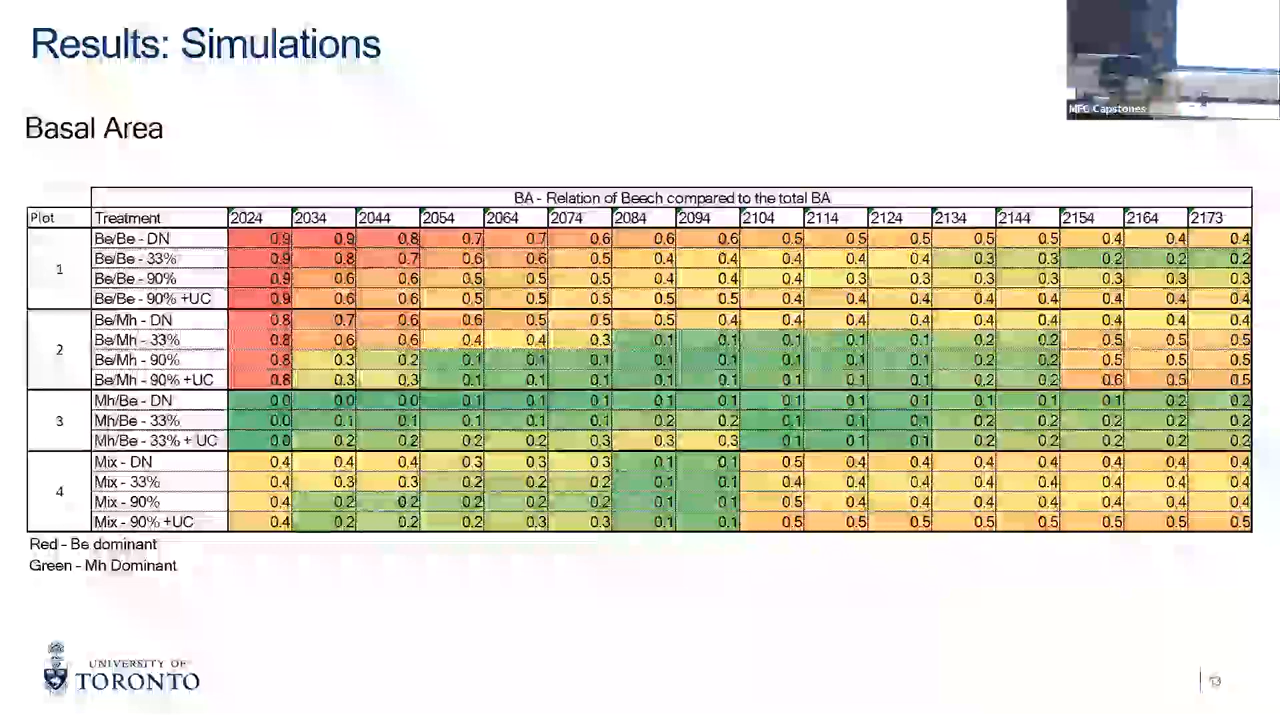 Results: Simulations
MFC Capstones
Basal Area
BA - Relation of Beech compared to the total BA
Plot Treatment 2024 2034 2044 2054 2064 2074 2084 2094 2104 2114 2124 2134 2144 2154 2164 2173
1
Be/Be - DN 0.9 0.9 0.8 0.7 0.7 0.6 0.6 0.6 0.5 0.5 0.5 0.5 0.5 0.4 0.4 0.4
Be/Be - 33% 0.9 0.8 0.7 0.6 0.6 0.5 0.4 0.4 0.4 0.4 0.4 0.3 0.3 0.2 0.2 0.2
Be/Be - 90% 0.9 0.6 0.6 0.5 0.5 0.5 0.4 0.4 0.4 0.3 0.3 0.3 0.3 0.3 0.3 0.3
Be/Be - 90% +UC 0.9 0.6 0.6 0.5 0.5 0.5 0.5 0.5 0.4 0.4 0.4 0.4 0.4 0.4 0.4 0.4
2
Be/Mh - DN 0.8 0.7 0.6 0.6 0.5 0.5 0.5 0.4 0.4 0.4 0.4 0.4 0.4 0.4 0.4 0.4
Be/Mh - 33% 0.8 0.6 0.6 0.4 0.4 0.3 0.1 0.1 0.1 0.1 0.1 0.2 0.2 0.5 0.5 0.5
Be/Mh - 90% 0.8 0.3 0.2 0.1 0.1 0.1 0.1 0.1 0.1 0.1 0.1 0.2 0.2 0.5 0.5 0.5
Be/Mh - 90% +UC 0.8 0.3 0.3 0.1 0.1 0.1 0.1 0.1 0.1 0.1 0.1 0.2 0.2 0.6 0.5 0.5
3
Mh/Be - DN 0.0 0.0 0.0 0.1 0.1 0.1 0.1 0.1 0.1 0.1 0.1 0.1 0.1 0.1 0.2 0.2
Mh/Be - 33% 0.0 0.1 0.1 0.1 0.1 0.1 0.2 0.2 0.1 0.1 0.1 0.2 0.2 0.2 0.2 0.2
Mh/Be - 33% + UC 0.0 0.2 0.2 0.2 0.2 0.3 0.3 0.3 0.1 0.1 0.1 0.2 0.2 0.2 0.2 0.2
4
Mix - DN 0.4 0.4 0.4 0.3 0.3 0.3 0.1 0.1 0.5 0.4 0.4 0.4 0.4 0.4 0.4 0.4
Mix - 33% 0.4 0.3 0.3 0.2 0.2 0.2 0.1 0.1 0.4 0.4 0.4 0.4 0.4 0.4 0.4 0.4
Mix - 90% 0.4 0.2 0.2 0.2 0.2 0.2 0.1 0.1 0.5 0.4 0.4 0.4 0.4 0.4 0.4 0.4
Mix - 90% +UC 0.4 0.2 0.2 0.2 0.3 0.3 0.1 0.1 0.5 0.5 0.5 0.5 0.5 0.5 0.5 0.5
Red - Be dominant
Green - Mh Dominant
UNIVERSITY OF
TORONTO
13